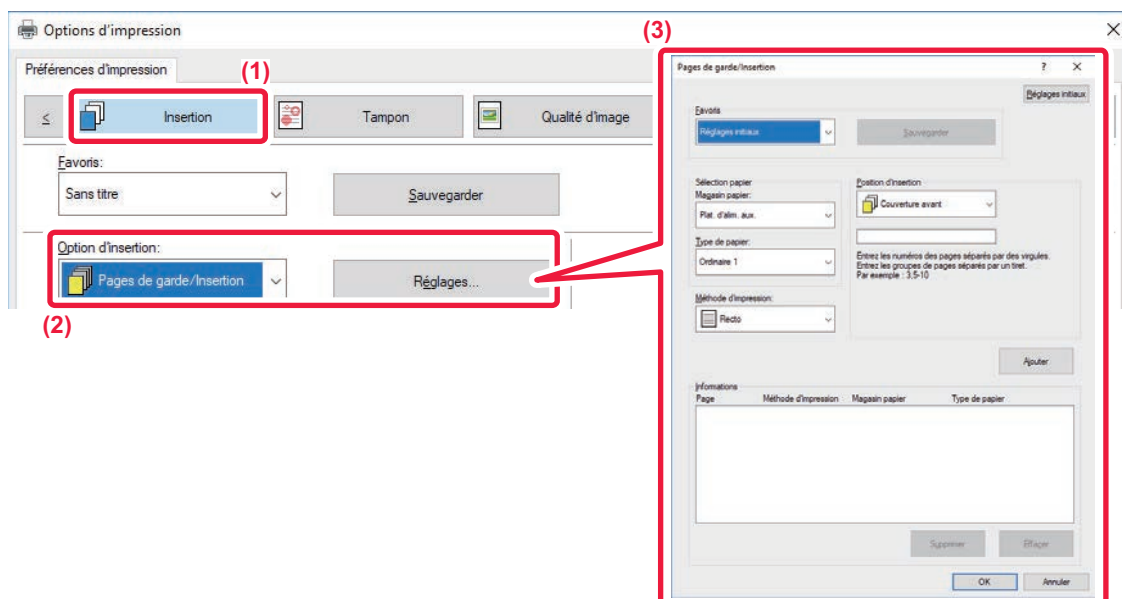 Options d'impression
Préférences d'impression
(1)
≤
Insertion
Tampon
Qualité d'image
Favoris:
Sans titre
Sauvegarder
Option d'insertion:
Pages de garde/Insertion
Réglages...
(2)
(3)
Pages de garde/Insertion
?
Réglages initiaux
Favoris
Réglages initiaux
Sauvegarder
Sélection papier
Magasin papier:
Plat. d'alim. aux.
Type de papier:
Ordinaire 1
Méthode d'impression:
Recto
Position d'insertion
Couverture avant
Entrez les numéros des pages séparés par des virgules.
Entrez les groupes de pages séparés par un tiret.
Par exemple : 3,5-10
Ajouter
Informations
Page Méthode d'impression Magasin papier Type de papier
Supprimer
Effaçer
OK
Annuler